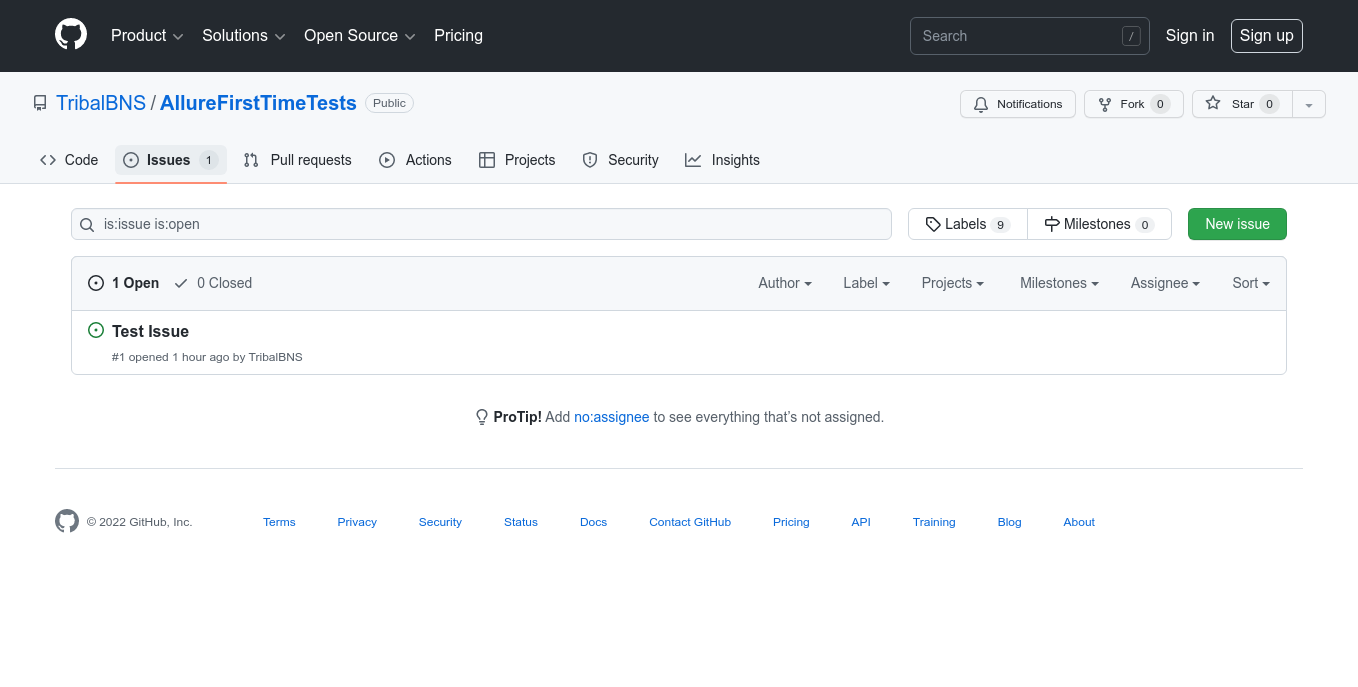 Product Solutions Open Source Pricing Search / Sign in Sign up
TribalBNS / AllureFirstTimeTests Public Notifications Fork 0 Star 0
Code Issues 1 Pull requests Actions Projects Security Insights
is:issue is:open Labels 9 Milestones 0 New issue
1 Open 0 Closed Author Label Projects Milestones Assignee Sort
Test Issue
#1 opened 1 hour ago by TribalBNS
ProTip! Add no:assignee to see everything that's not assigned.
© 2022 GitHub, Inc. Terms Privacy Security Status Docs Contact GitHub Pricing API Training Blog About